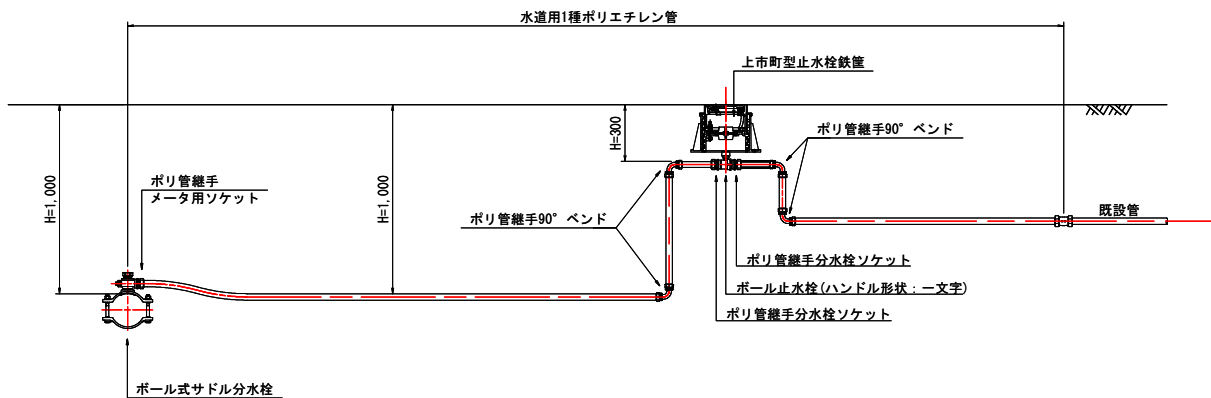 水道用1種ポリエチレン管
上市町型止水栓鉄筐
H=300
ポリ管継手90°ベンド
H=1,000
ポリ管継手
メータ用ソケット
H=1,000
ポリ管継手90°ベンド
既設管
ポリ管継手分水栓ソケット
ボール止水栓(ハンドル形状:一文字)
ポリ管継手分水栓ソケット
ボール式サドル分水栓